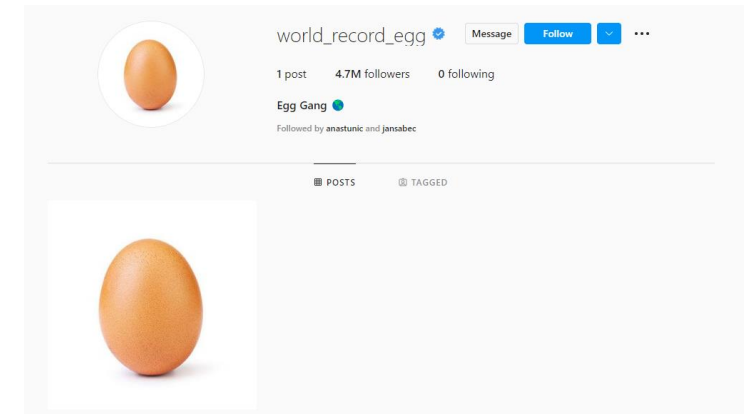 world_record_egg Message Follow
1 post 4.7M followers 0 following
Egg Gang
Followed by anastunic and jansabec
POSTS TAGGED